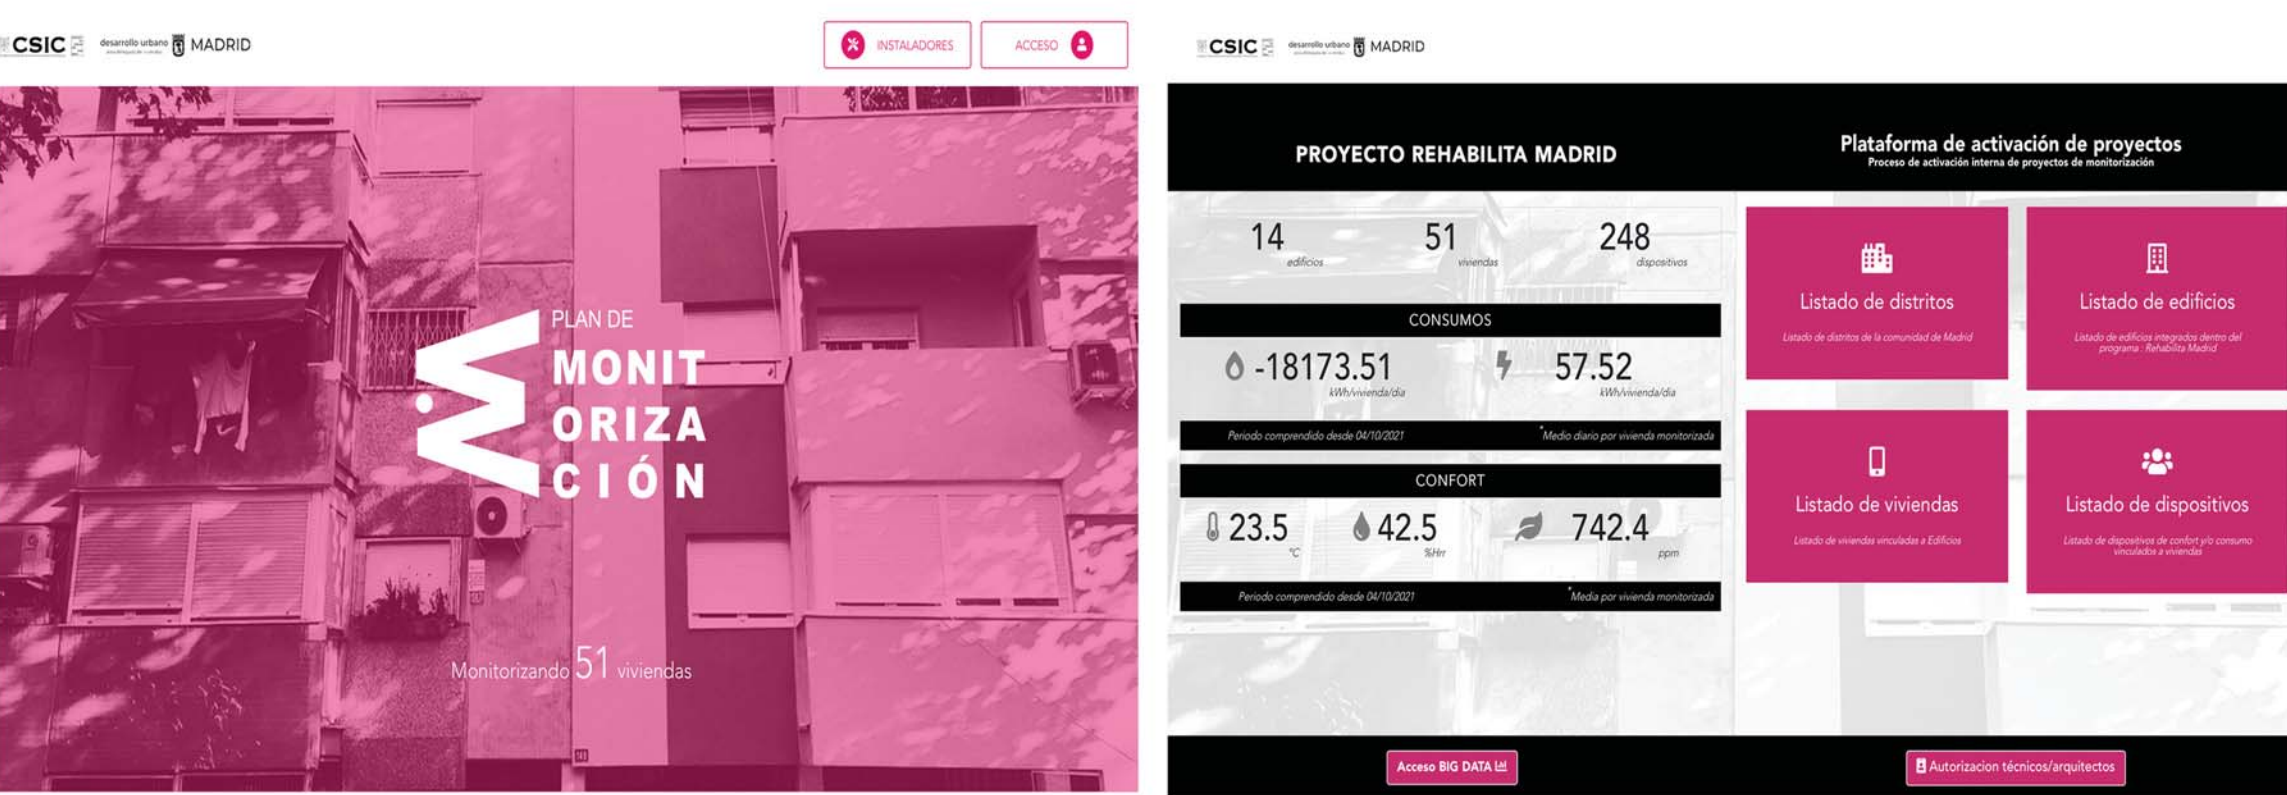 CSIC
desarrollo urbano
MADRID
INSTALADORES
ACCESO
PLAN DE
MONIT
ORIZA
CIÓN
Monitorizando 51 viviendas
CSIC
desarrollo urbano
MADRID
PROYECTO REHABILITA MADRID
14
edificios
51
viviendas
248
dispositivos
CONSUMOS
-18173.51
kWh/vivienda/dia
57.52
kWh/vivienda/dia
Periodo comprendido desde 04/10/2021
*Medio diario por vivienda monitorizada
CONFORT
23.5
°C
42.5
%Hrr
742.4
ppm
Periodo comprendido desde 04/10/2021
*Media por vivienda monitorizada
Acceso BIG DATA
Plataforma de activación de proyectos
Proceso de activación interna de proyectos de monitorización
Listado de distritos
Listado de distritos de la comunidad de Madrid
Listado de edificios
Listado de edificios integrados dentro del
programa : Rehabilita Madrid
Listado de viviendas
Listado de viviendas vinculadas a Edificios
Listado de dispositivos
Listado de dispositivos de confort y/o consumo
vinculados a viviendas
Autorizacion técnicos/arquitectos